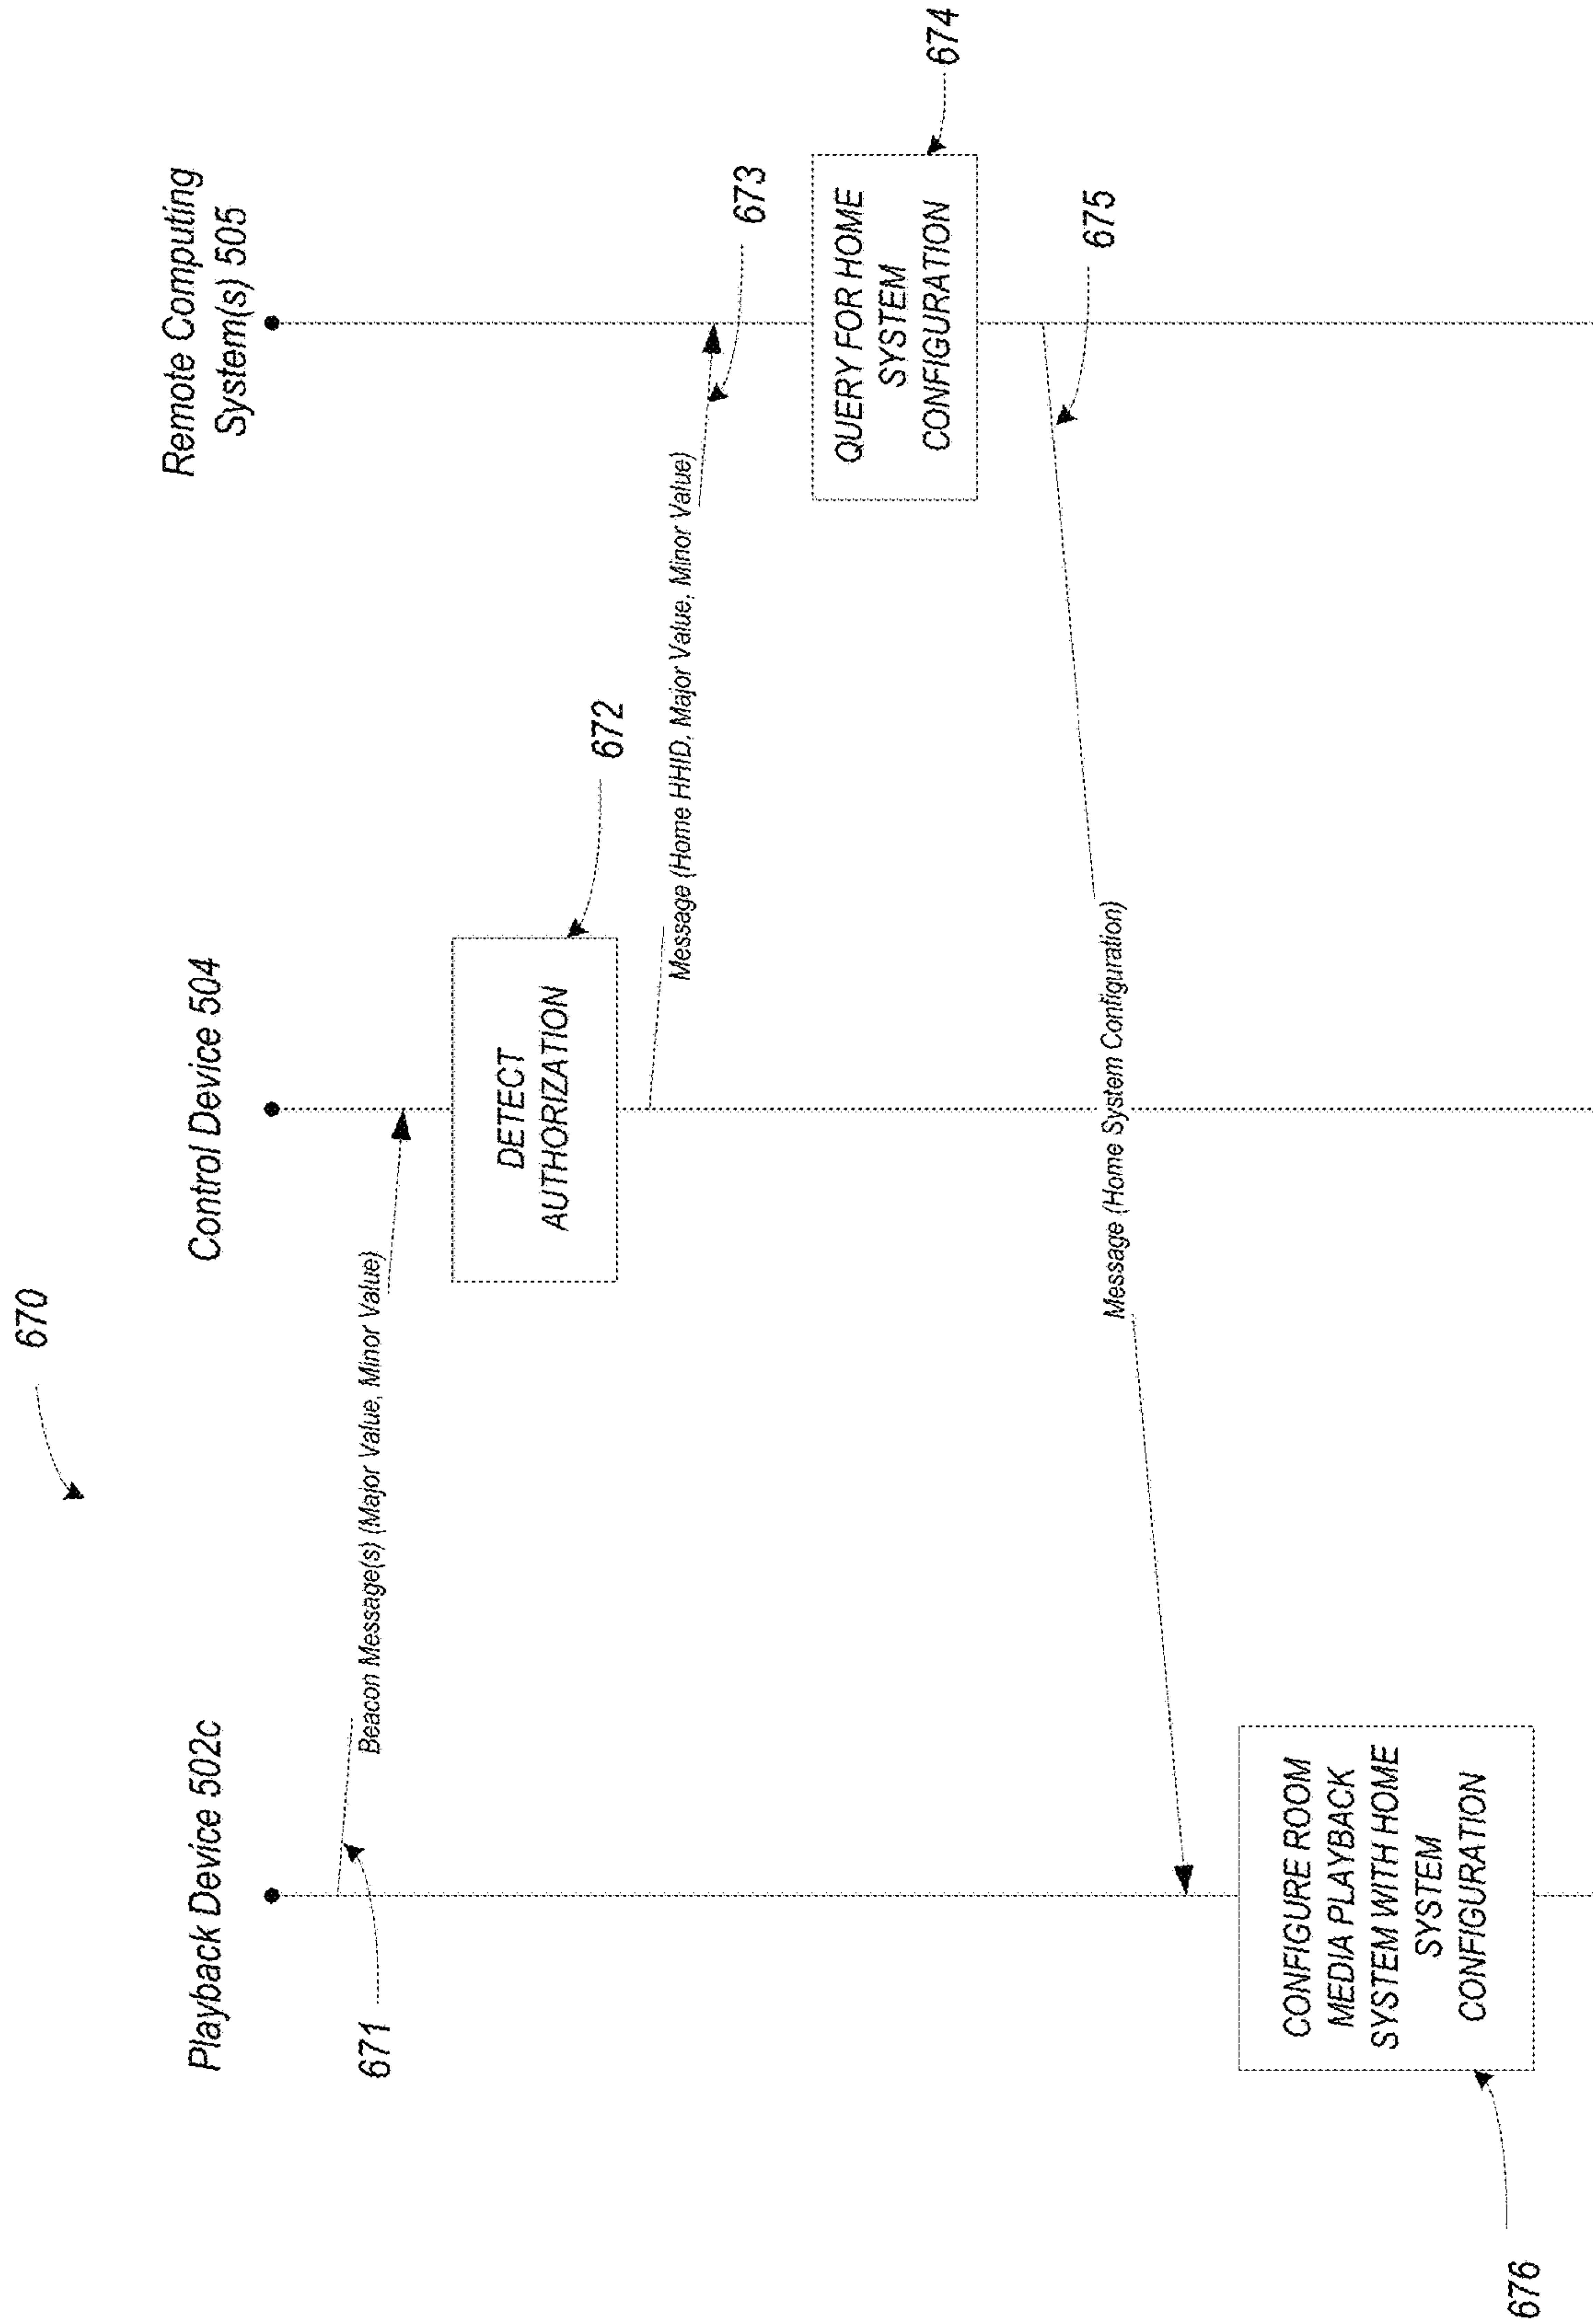 670
Playback Device 502c
Control Device 504
Remote Computing
System(s) 505
671
Beacon Message(s) (Major Value, Minor Value)
DETECT
AUTHORIZATION
672
Message (Home HHID, Major Value, Minor Value)
673
QUERY FOR HOME
SYSTEM
CONFIGURATION
674
675
Message (Home System Configuration)
CONFIGURE ROOM
MEDIA PLAYBACK
SYSTEM WITH HOME
SYSTEM
CONFIGURATION
676